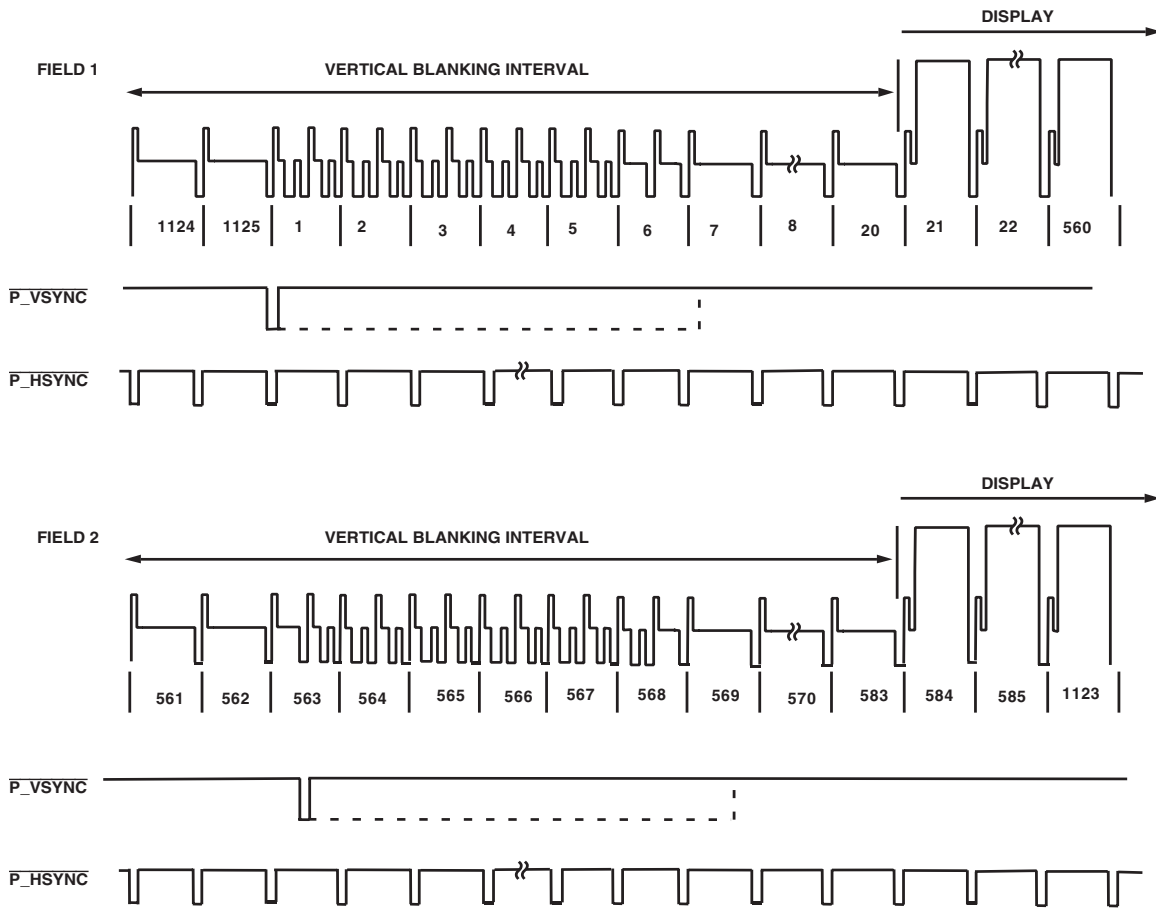 DISPLAY
FIELD 1
VERTICAL BLANKING INTERVAL
1124 1125 1 2 3 4 5 6 7 8 20 21 22 560
P_VSYNC
P_HSYNC
DISPLAY
FIELD 2
VERTICAL BLANKING INTERVAL
561 562 563 564 565 566 567 568 569 570 583 584 585 1123
P_VSYNC
P_HSYNC